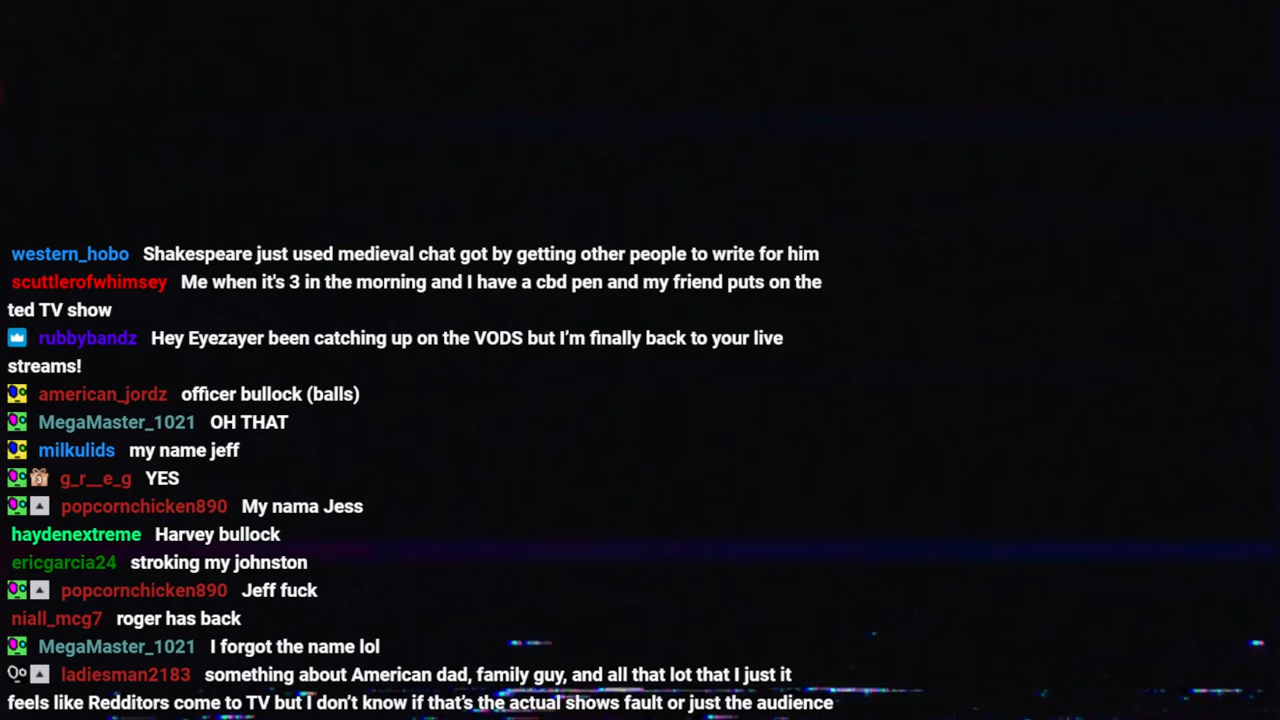 western_hobo Shakespeare just used medieval chat got by getting other people to write for him
scuttlerofwhimsey Me when it's 3 in the morning and I have a cbd pen and my friend puts on the
ted TV show
rubbybandz Hey Eyezayer been catching up on the VODS but I’m finally back to your live
streams!
american_jordz officer bullock (balls)
MegaMaster_1021 OH THAT
milkulids my name jeff
g_r__e_g YES
popcornchicken890 My nama Jess
haydenextreme Harvey bullock
ericgarcia24 stroking my johnston
popcornchicken890 Jeff fuck
niall_mcg7 roger has back
MegaMaster_1021 I forgot the name lol
ladiesman2183 something about American dad, family guy, and all that lot that I just it
feels like Redditors come to TV but I don’t know if that’s the actual shows fault or just the audience